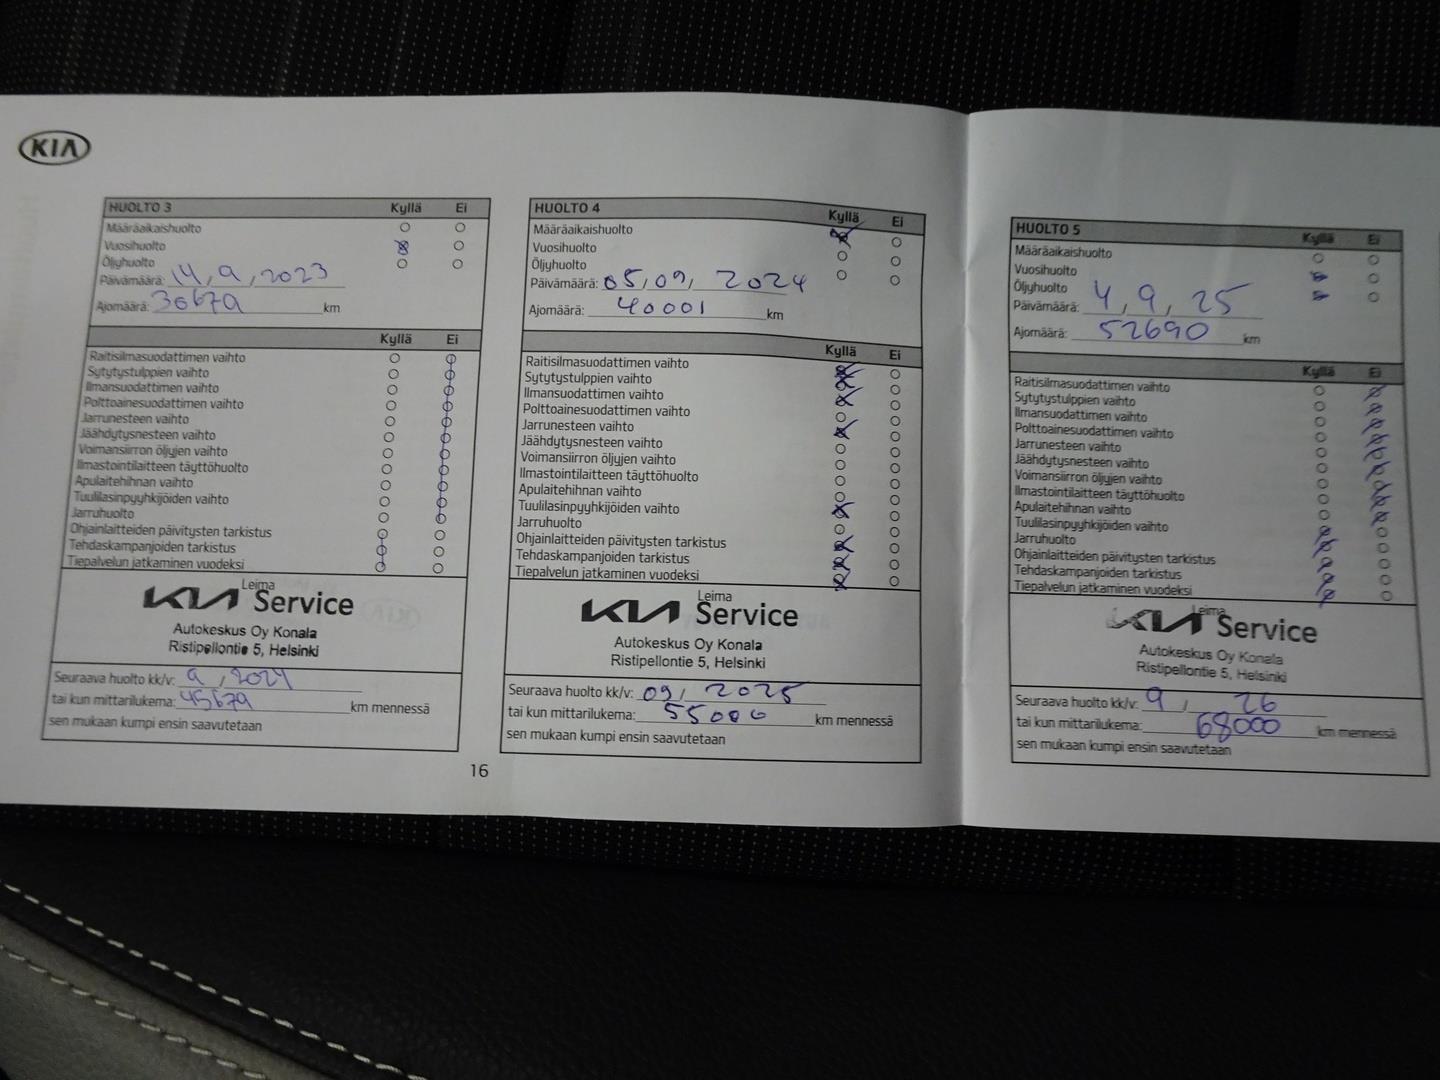 KIA
HUOLTO 3 Kyllä Ei
Määräaikaishuolto
Vuosihuolto
Öljyhuolto
Päivämäärä: 14,9,2023
Ajomäärä: 30679 km
Kyllä Ei
Raitisilmasuodattimen vaihto
Sytytystulppien vaihto
Ilmansuodattimen vaihto
Polttoainesuodattimen vaihto
Jarrunesteen vaihto
Jäähdytysnesteen vaihto
Voimansiirron öljyjen vaihto
Ilmastointilaitteen täyttöhuolto
Apulaitehihnan vaihto
Tuulilasinpyyhkijöiden vaihto
Jarruhuolto
Ohjainlaitteiden päivitysten tarkistus
Tehdaskampanjoiden tarkistus
Tiepalvelun jatkaminen vuodeksi
Leima
KIA Service
Autokeskus Oy Konala
Ristipellontie 5, Helsinki
Seuraava huolto kk/v: 9,2024
tai kun mittarilukema: 45679 km mennessä
sen mukaan kumpi ensin saavutetaan
HUOLTO 4 Kyllä Ei
Määräaikaishuolto
Vuosihuolto
Öljyhuolto
Päivämäärä: 05,09, 2024
Ajomäärä: 40001 km
Kyllä Ei
Raitisilmasuodattimen vaihto
Sytytystulppien vaihto
Ilmansuodattimen vaihto
Polttoainesuodattimen vaihto
Jarrunesteen vaihto
Jäähdytysnesteen vaihto
Voimansiirron öljyjen vaihto
Ilmastointilaitteen täyttöhuolto
Apulaitehihnan vaihto
Tuulilasinpyyhkijöiden vaihto
Jarruhuolto
Ohjainlaitteiden päivitysten tarkistus
Tehdaskampanjoiden tarkistus
Tiepalvelun jatkaminen vuodeksi
Leima
KIA Service
Autokeskus Oy Konala
Ristipellontie 5, Helsinki
Seuraava huolto kk/v: 09/ 2025
tai kun mittarilukema: 55000 km mennessä
sen mukaan kumpi ensin saavutetaan
16
HUOLTO 5 Kyllä Ei
Määräaikaishuolto
Vuosihuolto
Öljyhuolto
Päivämäärä: 4,9,25
Ajomäärä: 52690 km
Kyllä Ei
Raitisilmasuodattimen vaihto
Sytytystulppien vaihto
Ilmansuodattimen vaihto
Polttoainesuodattimen vaihto
Jarrunesteen vaihto
Jäähdytysnesteen vaihto
Voimansiirron öljyjen vaihto
Ilmastointilaitteen täyttöhuolto
Apulaitehihnan vaihto
Tuulilasinpyyhkijöiden vaihto
Jarruhuolto
Ohjainlaitteiden päivitysten tarkistus
Tehdaskampanjoiden tarkistus
Tiepalvelun jatkaminen vuodeksi
Leima
KIA Service
Autokeskus Oy Konala
Ristipellontie 5, Helsinki
Seuraava huolto kk/v: 9 / 26
tai kun mittarilukema: 68000 km mennessä
sen mukaan kumpi ensin saavutetaan